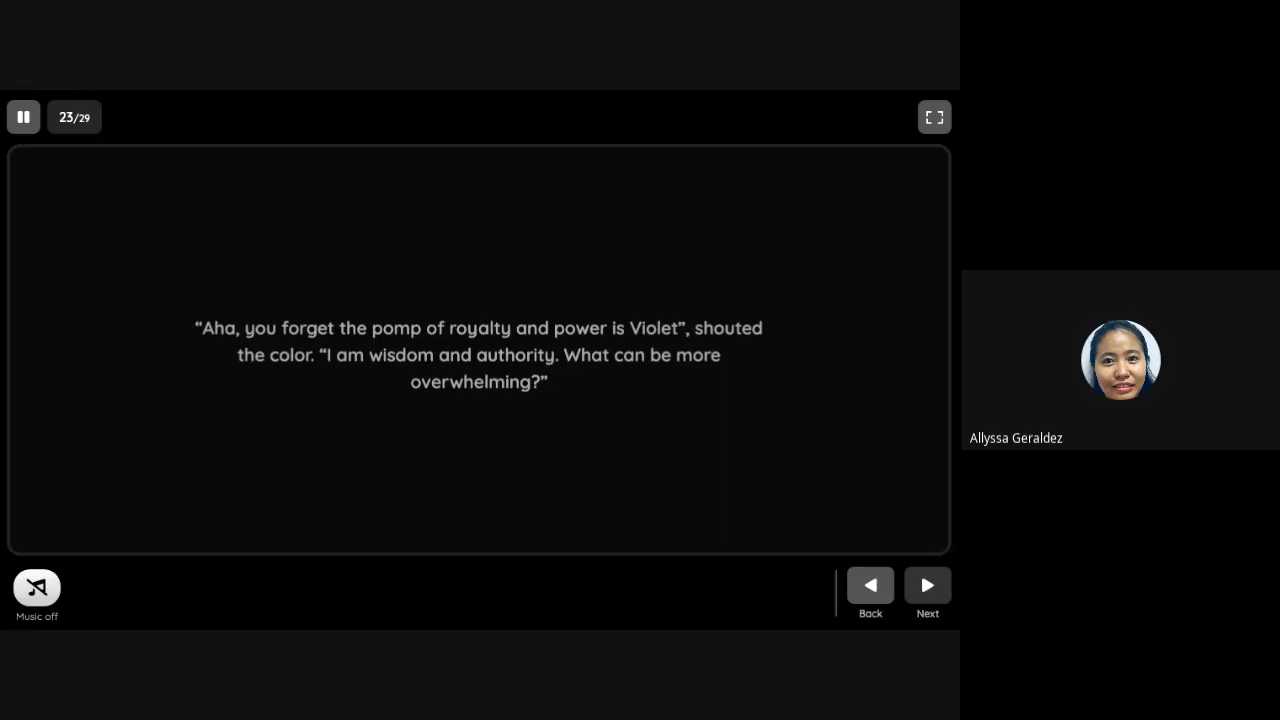 23/29
“Aha, you forget the pomp of royalty and power is Violet”, shouted
the color. “I am wisdom and authority. What can be more
overwhelming?”
Allyssa Geraldez
Music off
Back
Next